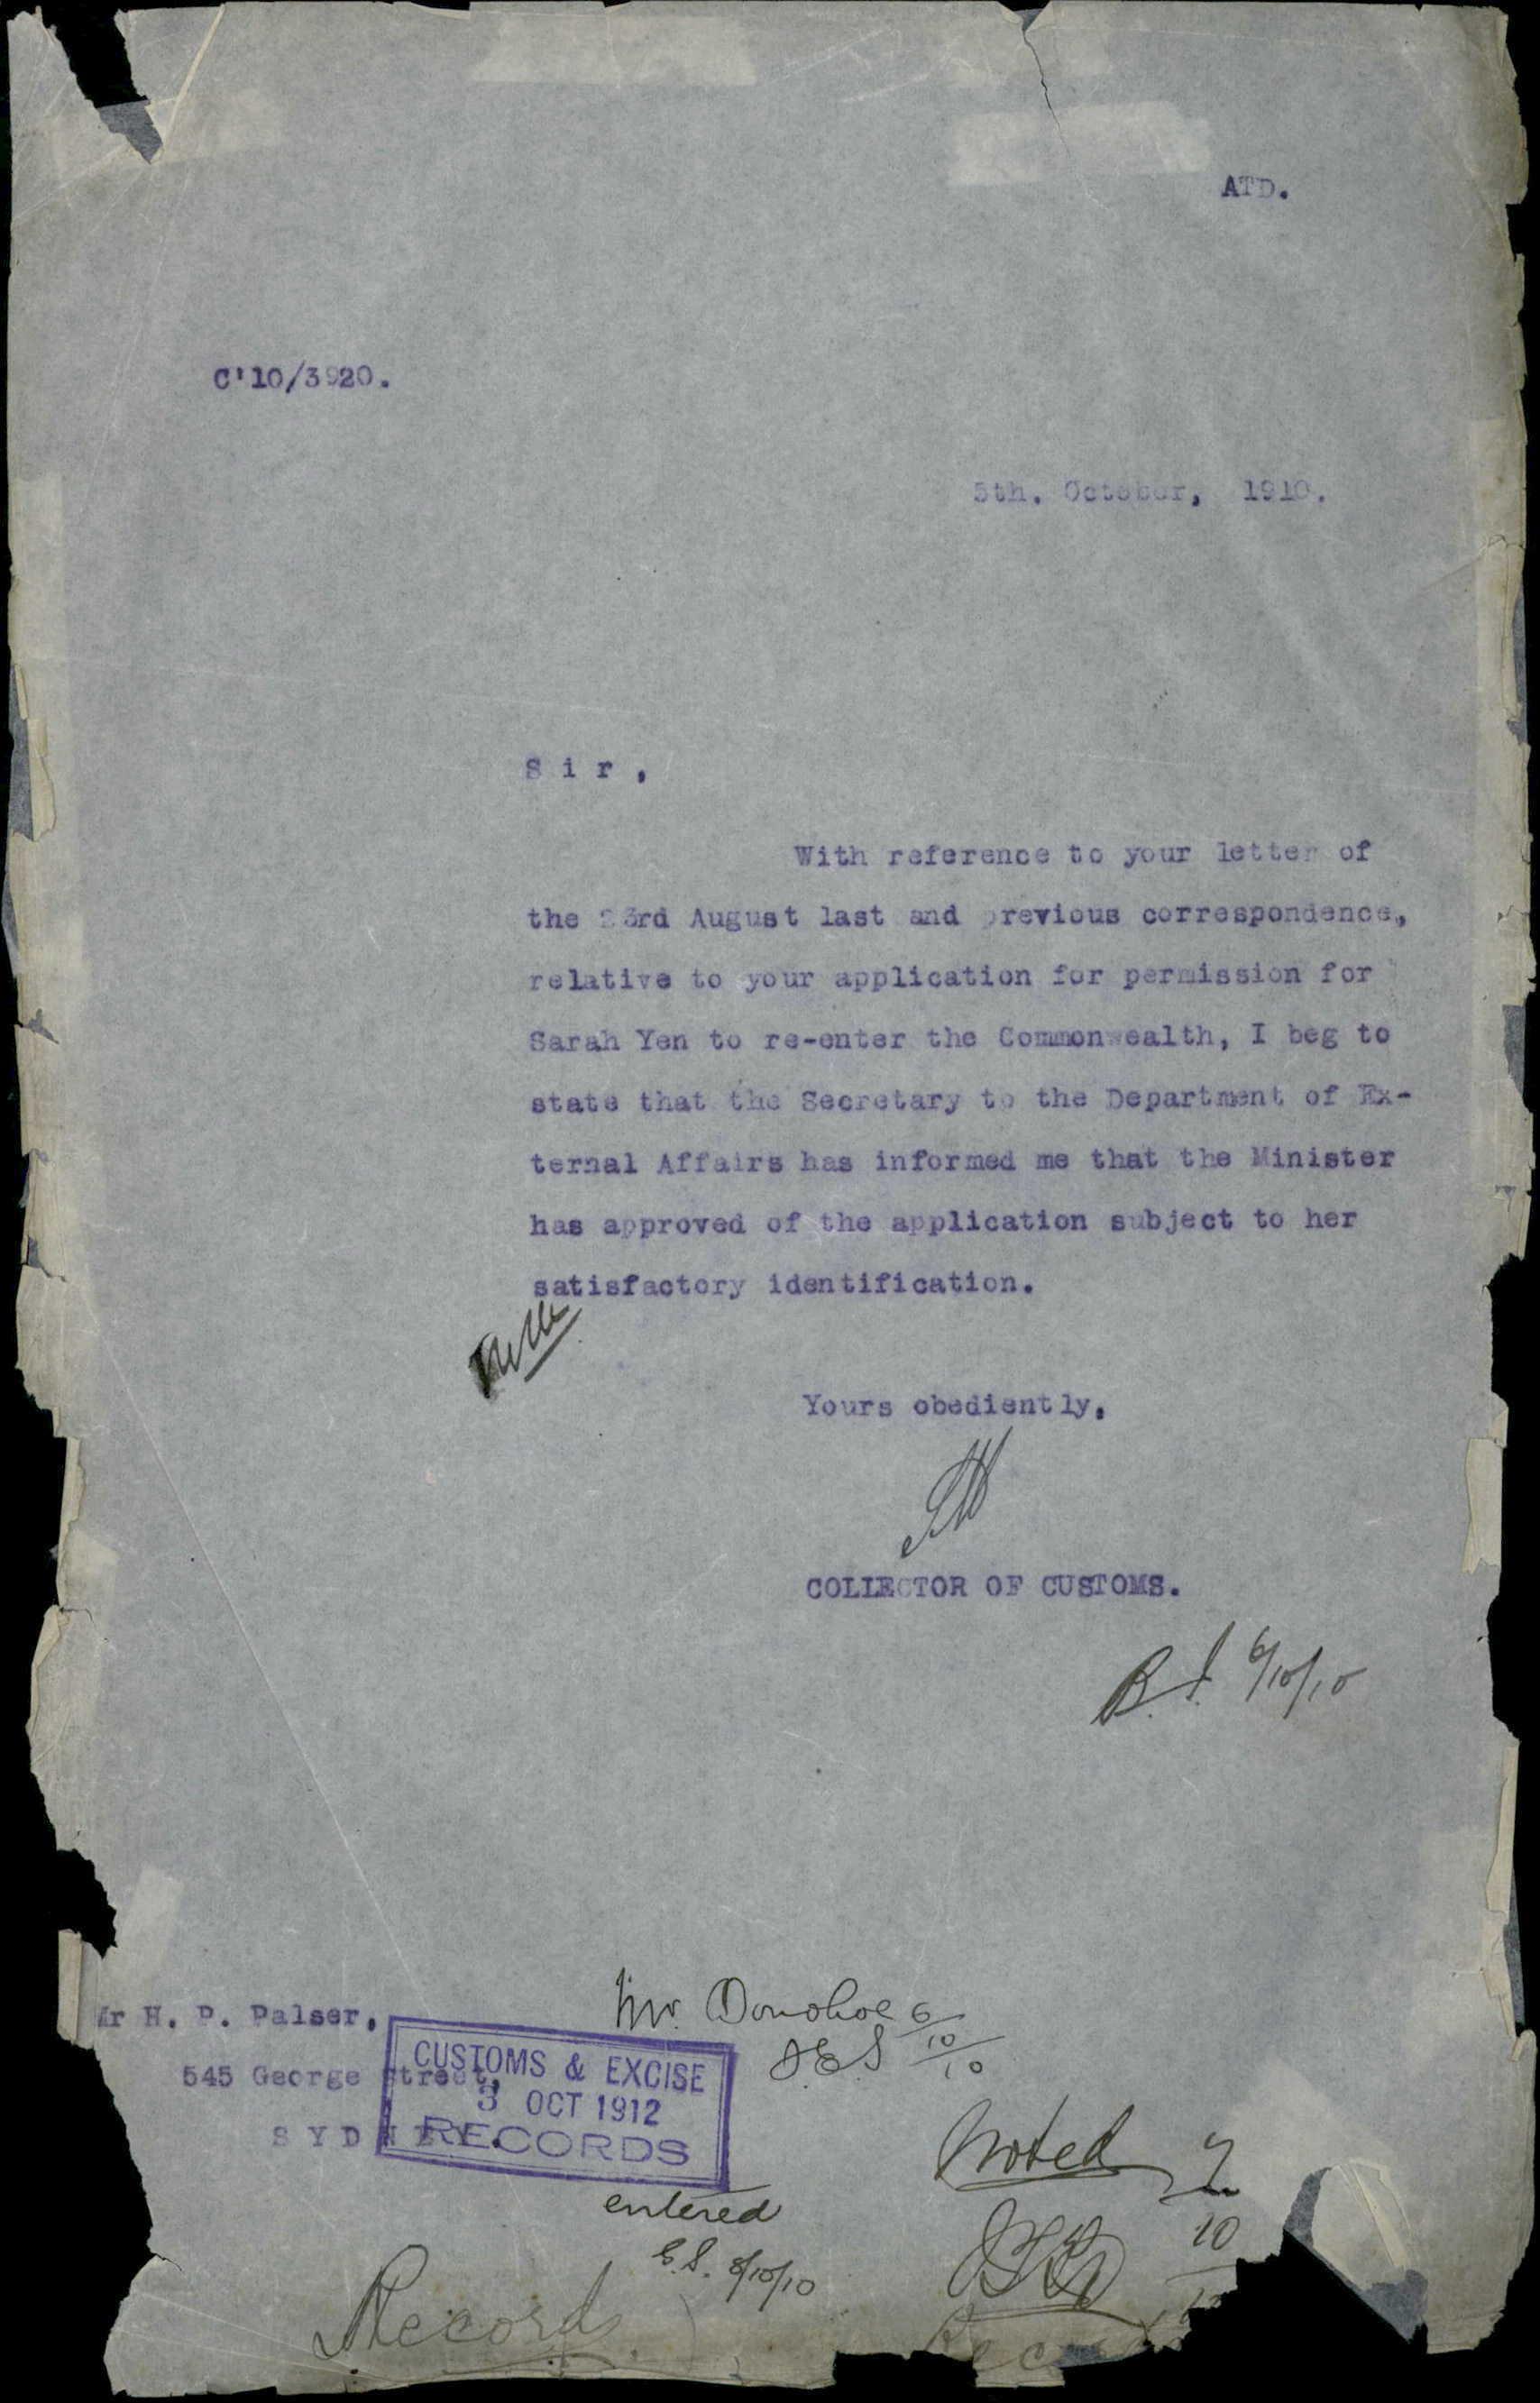 ATD.
C'10/3920.
5th. October, 1910.
Sir,
With reference to your letter of
the 23rd August last and previous correspondence,
relative to your application for permission for
Sarah Yen to re-enter the Commonwealth, I beg to
state that the Secretary to the Department of Ex-
ternal Affairs has informed me that the Minister
has approved of the application subject to her
satisfactory identification.
Yours obediently,
COLLECTOR OF CUSTOMS.
6/10/10
Mr H. P. Palser,
545 George street,
SYDNEY.
CUSTOMS & EXCISE
3 OCT 1912
RECORDS
Mr. Donohoe 6/10/10
Noted 7/10
entered
8/10/10
Records